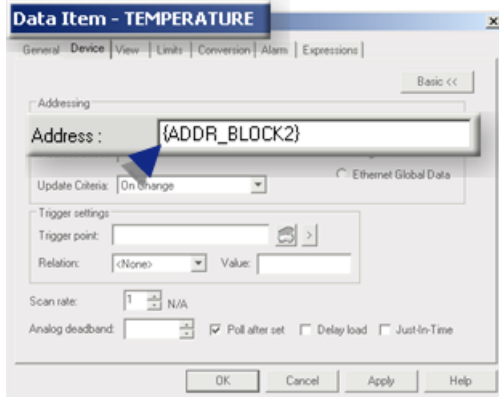 Data Item - TEMPERATURE
General Device View Limits Conversion Alarm Expressions
Basic <<
Addressing
Address : {ADDR_BLOCK2}
Ethernet Global Data
Update Criteria: On Change
Trigger settings
Trigger point: >
Relation: <None> Value:
Scan rate: 1 N/A
Analog deadband: Poll after set Delay load Just-In-Time
OK Cancel Apply Help